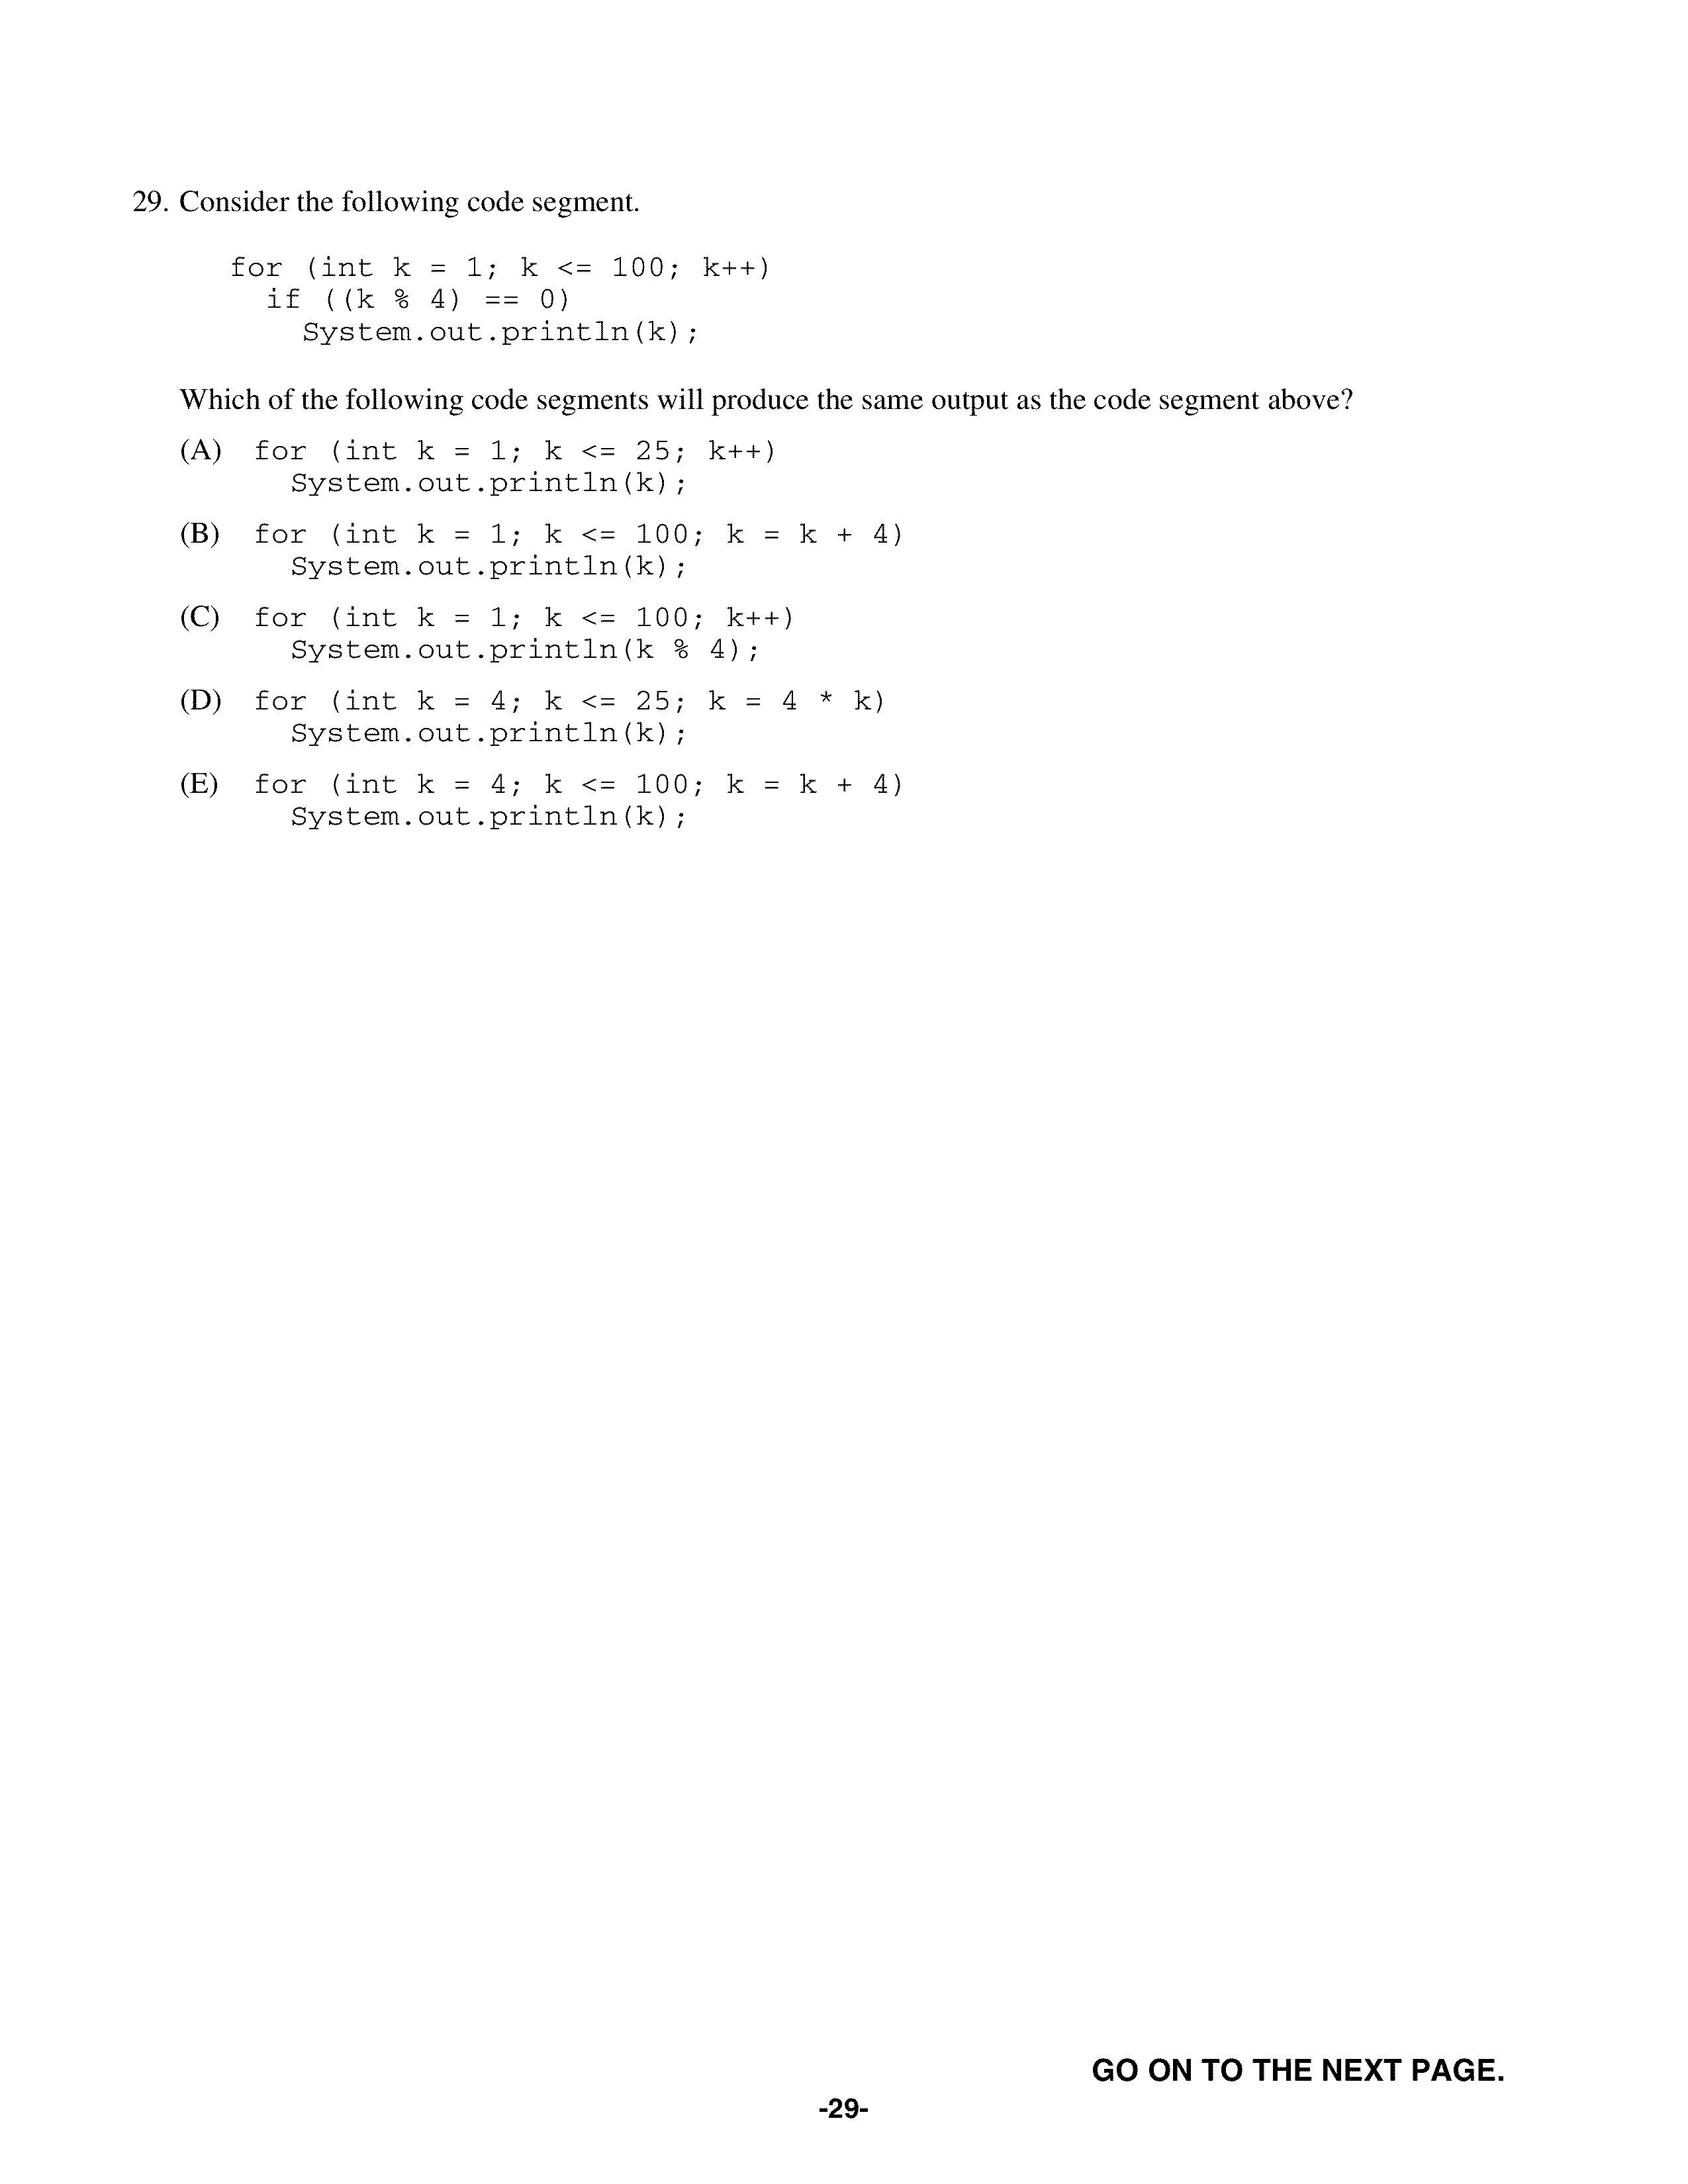 29. Consider the following code segment.
for (int k = 1; k <= 100; k++)
if ((k % 4) == 0)
System.out.println(k);
Which of the following code segments will produce the same output as the code segment above?
(A) for (int k = 1; k <= 25; k++)
System.out.println(k);
(B) for (int k = 1; k <= 100; k = k + 4)
System.out.println(k);
(C) for (int k = 1; k <= 100; k++)
System.out.println(k % 4);
(D) for (int k = 4; k <= 25; k = 4 * k)
System.out.println(k);
(E) for (int k = 4; k <= 100; k = k + 4)
System.out.println(k);
GO ON TO THE NEXT PAGE.
-29-